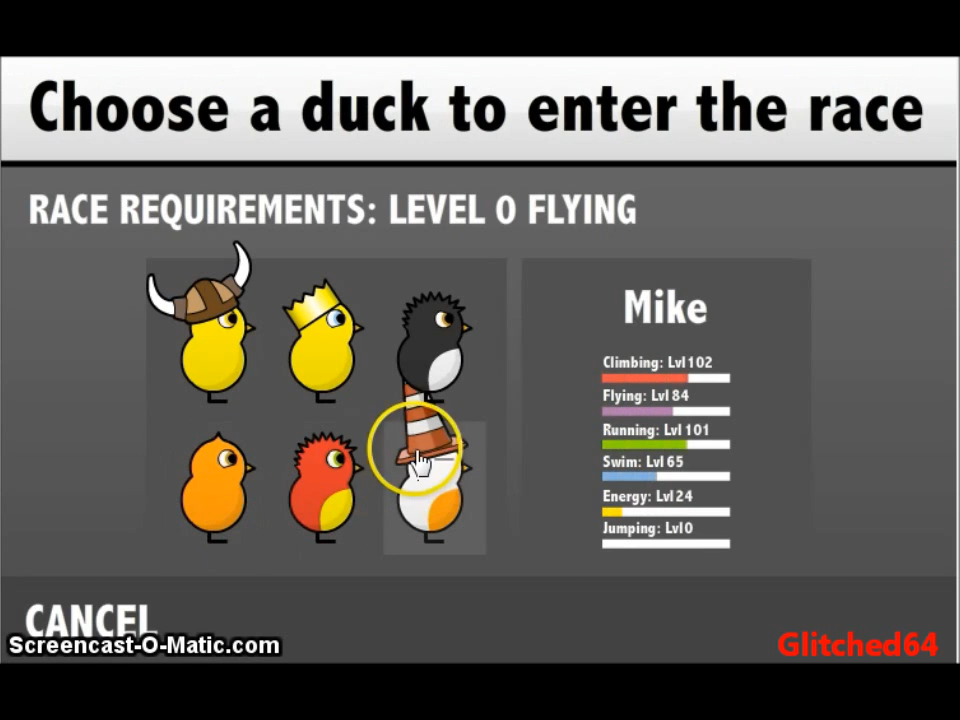 Choose a duck to enter the race
RACE REQUIREMENTS: LEVEL 0 FLYING
Mike
Climbing: Lvl 102
Flying: Lvl 84
Running: Lvl 101
Swim: Lvl 65
Energy: Lvl 24
Jumping: Lvl 0
CANCEL
Screencast-O-Matic.com
Glitched64